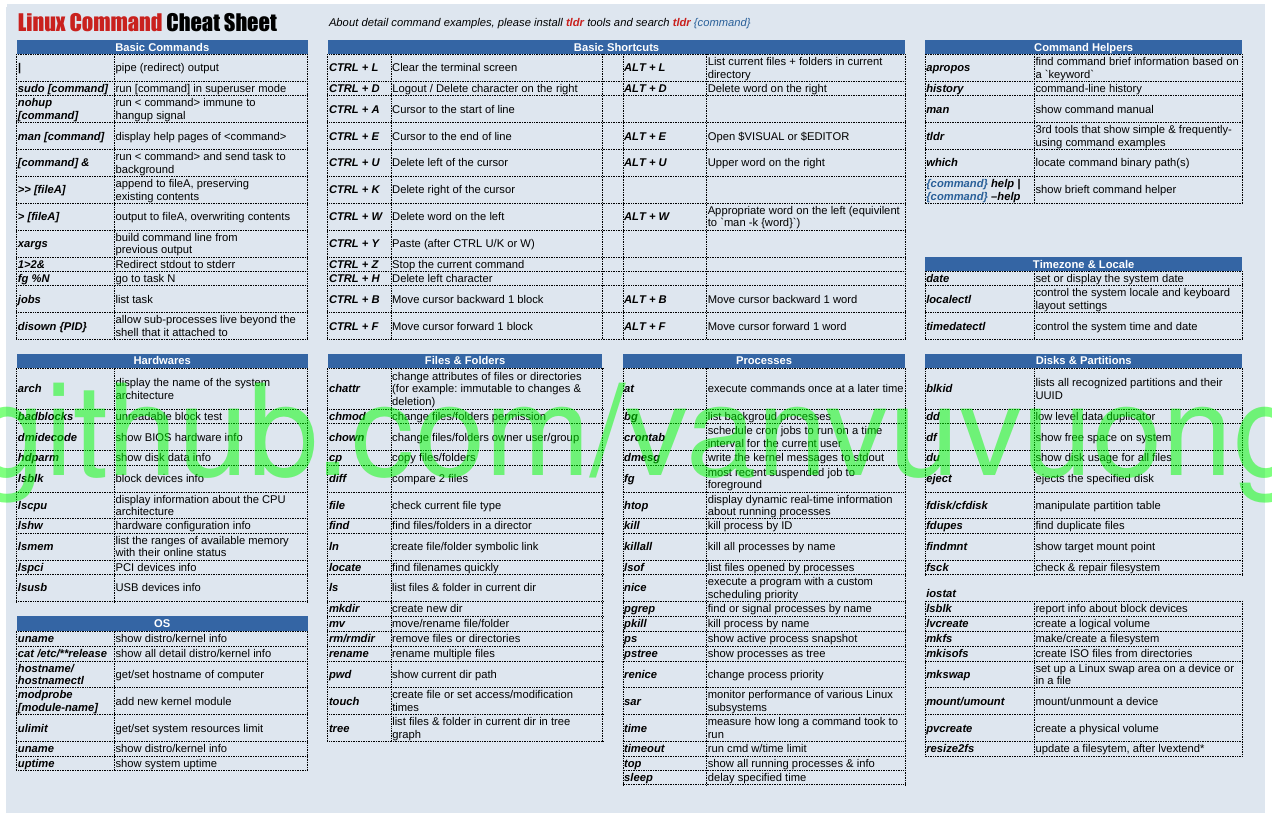 Linux Command Cheat Sheet
About detail command examples, please install tldr tools and search tldr {command}
Basic Commands
| pipe (redirect) output
sudo [command] run [command] in superuser mode
nohup [command] run < command> immune to
hangup signal
man [command] display help pages of <command>
[command] & run < command> and send task to
background
>> [fileA] append to fileA, preserving
existing contents
> [fileA] output to fileA, overwriting contents
xargs build command line from
previous output
1>2& Redirect stdout to stderr
fg %N go to task N
jobs list task
disown {PID} allow sub-processes live beyond the
shell that it attached to
Basic Shortcuts
CTRL + L Clear the terminal screen ALT + L List current files + folders in current
directory
CTRL + D Logout / Delete character on the right ALT + D Delete word on the right
CTRL + A Cursor to the start of line
CTRL + E Cursor to the end of line ALT + E Open $VISUAL or $EDITOR
CTRL + U Delete left of the cursor ALT + U Upper word on the right
CTRL + K Delete right of the cursor
CTRL + W Delete word on the left ALT + W Appropriate word on the left (equivilent
to `man -k {word}`)
CTRL + Y Paste (after CTRL U/K or W)
CTRL + Z Stop the current command
CTRL + H Delete left character
CTRL + B Move cursor backward 1 block ALT + B Move cursor backward 1 word
CTRL + F Move cursor forward 1 block ALT + F Move cursor forward 1 word
Command Helpers
apropos find command brief information based on
a `keyword`
history command-line history
man show command manual
tldr 3rd tools that show simple & frequently-
using command examples
which locate command binary path(s)
{command} help |
{command} –help show brieft command helper
Timezone & Locale
date set or display the system date
localectl control the system locale and keyboard
layout settings
timedatectl control the system time and date
Hardwares
arch display the name of the system
architecture
badblocks unreadable block test
dmidecode show BIOS hardware info
hdparm show disk data info
lsblk block devices info
lscpu display information about the CPU
architecture
lshw hardware configuration info
lsmem list the ranges of available memory
with their online status
lspci PCI devices info
lsusb USB devices info
OS
uname show distro/kernel info
cat /etc/**release show all detail distro/kernel info
hostname/
hostnamectl get/set hostname of computer
modprobe
[module-name] add new kernel module
ulimit get/set system resources limit
uname show distro/kernel info
uptime show system uptime
Files & Folders
chattr change attributes of files or directories
(for example: immutable to changes &
deletion)
chmod change files/folders permission
chown change files/folders owner user/group
cp copy files/folders
diff compare 2 files
file check current file type
find find files/folders in a director
ln create file/folder symbolic link
locate find filenames quickly
ls list files & folder in current dir
mkdir create new dir
mv move/rename file/folder
rm/rmdir remove files or directories
rename rename multiple files
pwd show current dir path
touch create file or set access/modification
times
tree list files & folder in current dir in tree
graph
Processes
at execute commands once at a later time
bg list backgroud processes
crontab schedule cron jobs to run on a time
interval for the current user
dmesg write the kernel messages to stdout
fg most recent suspended job to
foreground
htop display dynamic real-time information
about running processes
kill kill process by ID
killall kill all processes by name
lsof list files opened by processes
nice execute a program with a custom
scheduling priority
pgrep find or signal processes by name
pkill kill process by name
ps show active process snapshot
pstree show processes as tree
renice change process priority
sar monitor performance of various Linux
subsystems
time measure how long a command took to
run
timeout run cmd w/time limit
top show all running processes & info
sleep delay specified time
Disks & Partitions
blkid lists all recognized partitions and their
UUID
dd low level data duplicator
df show free space on system
du show disk usage for all files
eject ejects the specified disk
fdisk/cfdisk manipulate partition table
fdupes find duplicate files
findmnt show target mount point
fsck check & repair filesystem
iostat
lsblk report info about block devices
lvcreate create a logical volume
mkfs make/create a filesystem
mkisofs create ISO files from directories
mkswap set up a Linux swap area on a device or
in a file
mount/umount mount/unmount a device
pvcreate create a physical volume
resize2fs update a filesytem, after lvextend*
github.com/vanvuvuong